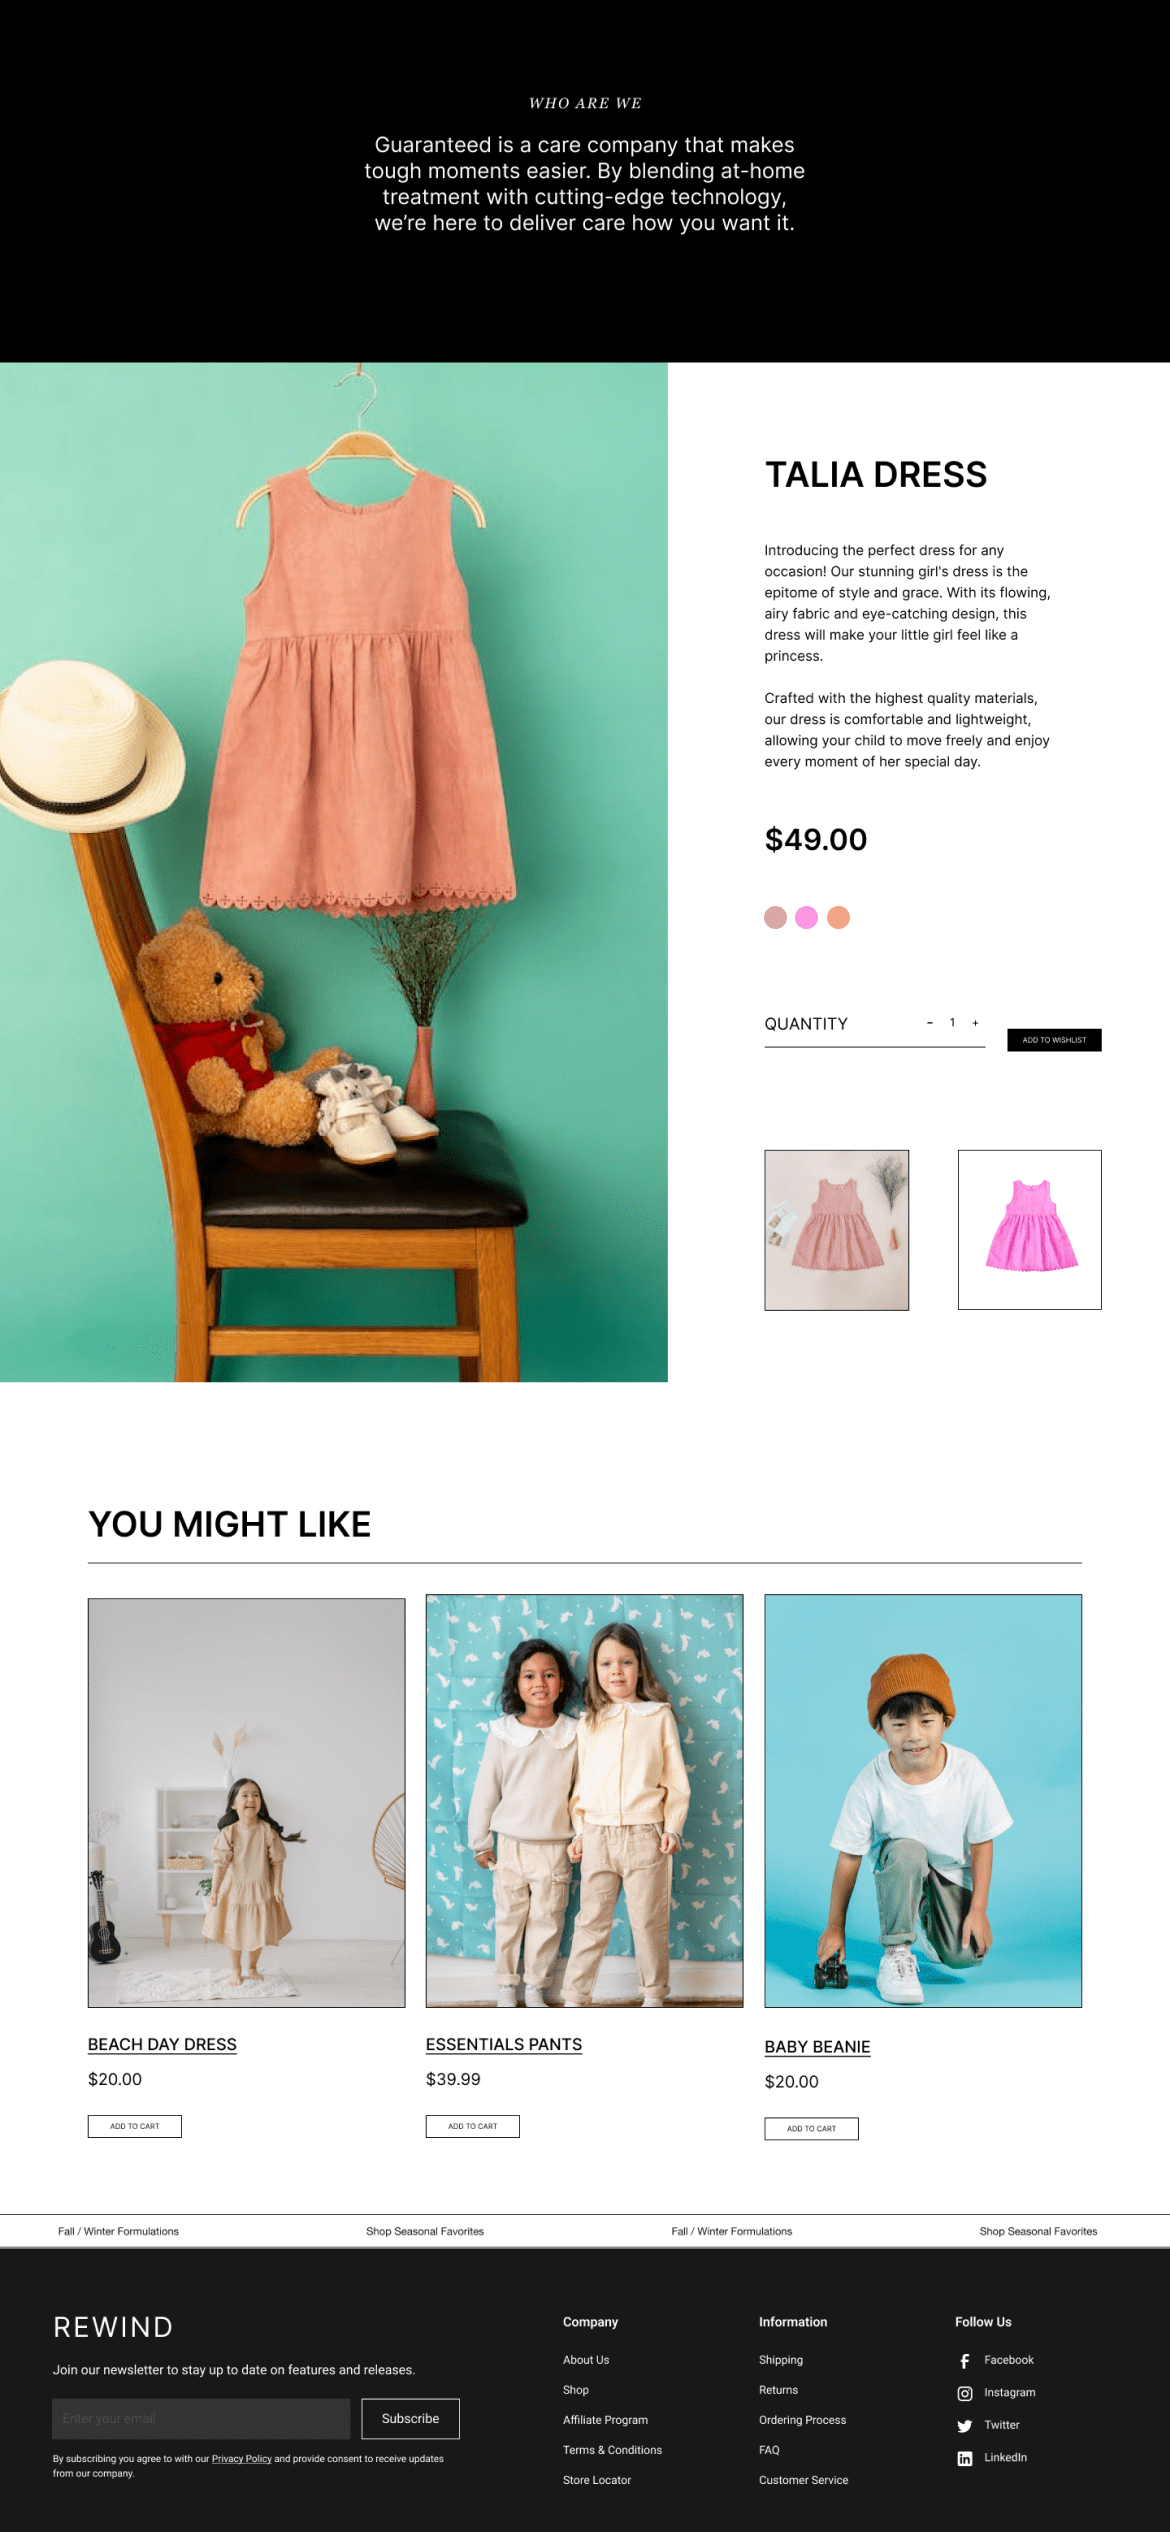 WHO ARE WE
Guaranteed is a care company that makes
tough moments easier. By blending at-home
treatment with cutting-edge technology,
we’re here to deliver care how you want it.
TALIA DRESS
Introducing the perfect dress for any
occasion! Our stunning girl's dress is the
epitome of style and grace. With its flowing,
airy fabric and eye-catching design, this
dress will make your little girl feel like a
princess.
Crafted with the highest quality materials,
our dress is comfortable and lightweight,
allowing your child to move freely and enjoy
every moment of her special day.
$49.00
QUANTITY - 1 +
ADD TO WISHLIST
YOU MIGHT LIKE
BEACH DAY DRESS
$20.00
ADD TO CART
ESSENTIALS PANTS
$39.99
ADD TO CART
BABY BEANIE
$20.00
ADD TO CART
Fall / Winter Formulations Shop Seasonal Favorites Fall / Winter Formulations Shop Seasonal Favorites
REWIND
Join our newsletter to stay up to date on features and releases.
Enter your email
Subscribe
By subscribing you agree to with our Privacy Policy and provide consent to receive updates
from our company.
Company
About Us
Shop
Affiliate Program
Terms & Conditions
Store Locator
Information
Shipping
Returns
Ordering Process
FAQ
Customer Service
Follow Us
Facebook
Instagram
Twitter
LinkedIn